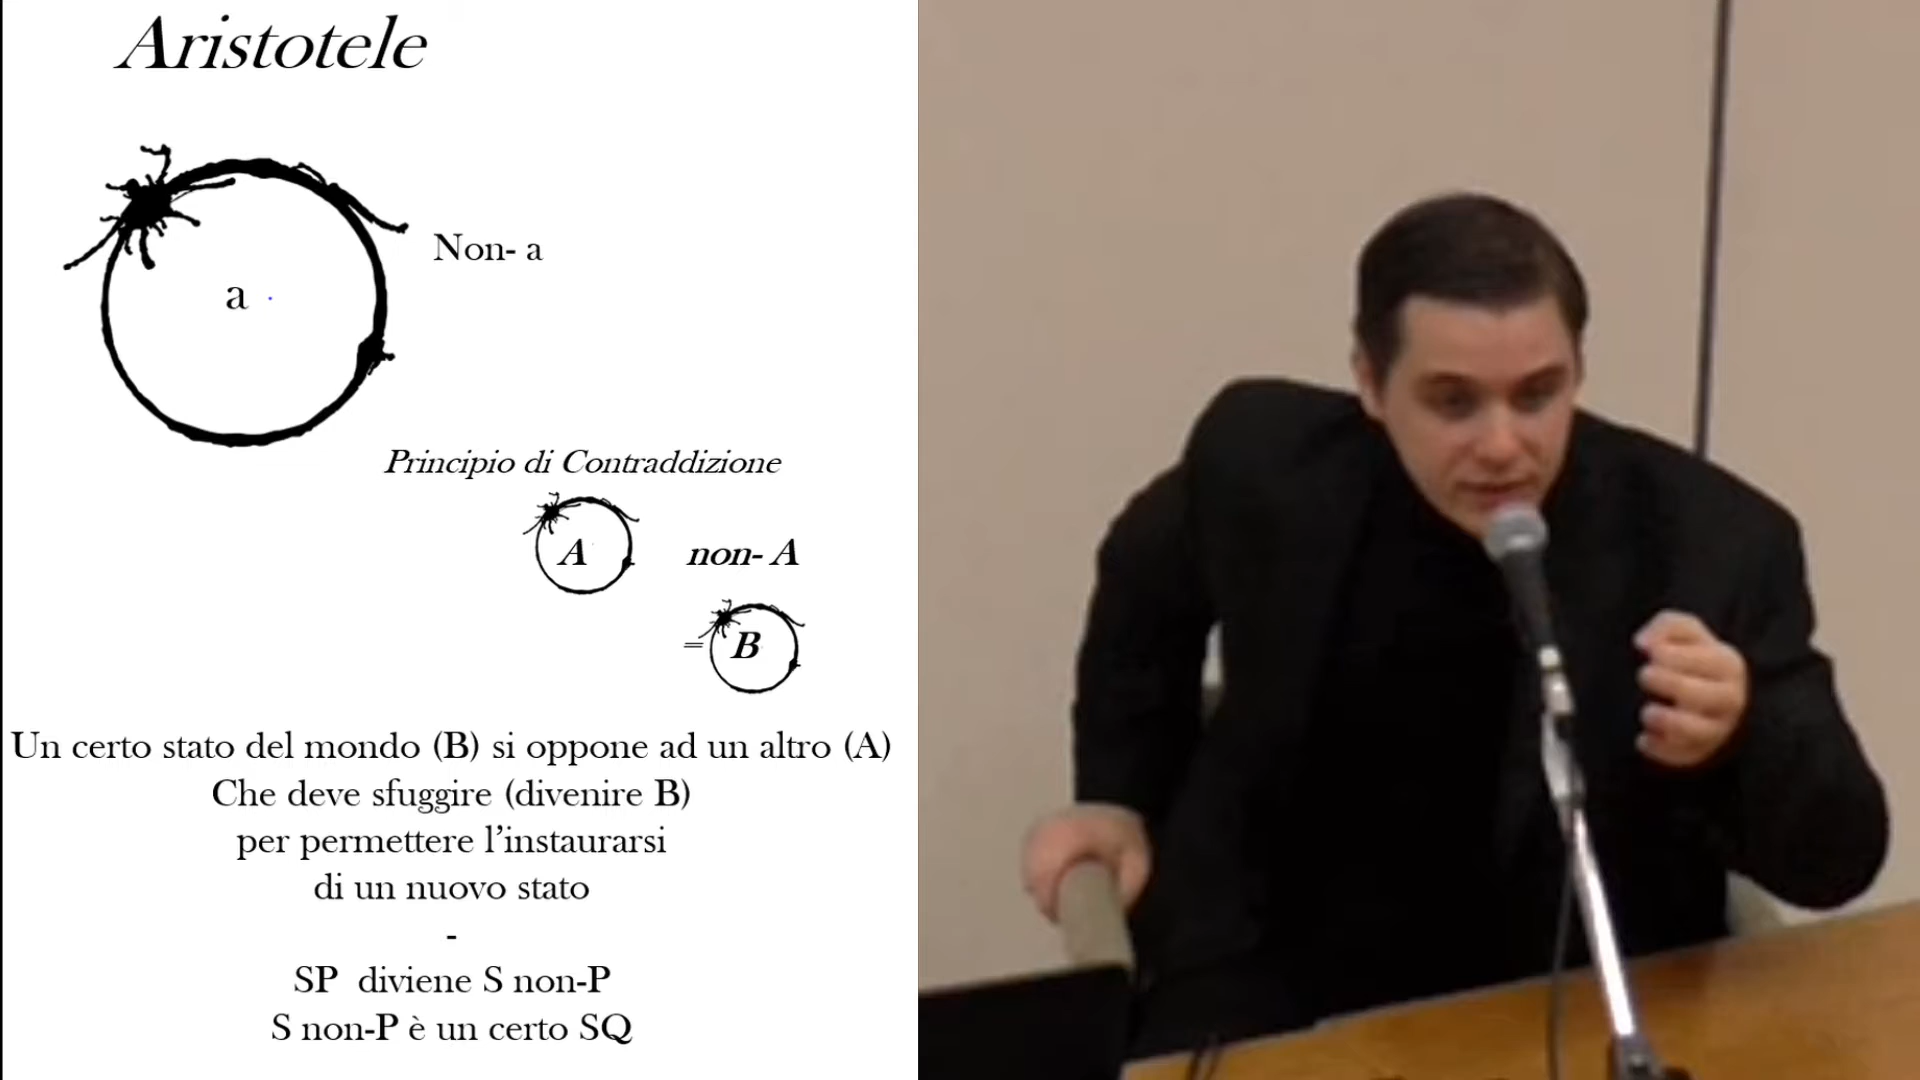 Aristotele
Non- a
a
Principio di Contraddizione
A non- A
= B
Un certo stato del mondo (B) si oppone ad un altro (A)
Che deve sfuggire (divenire B)
per permettere l’instaurarsi
di un nuovo stato
-
SP diviene S non-P
S non-P è un certo SQ